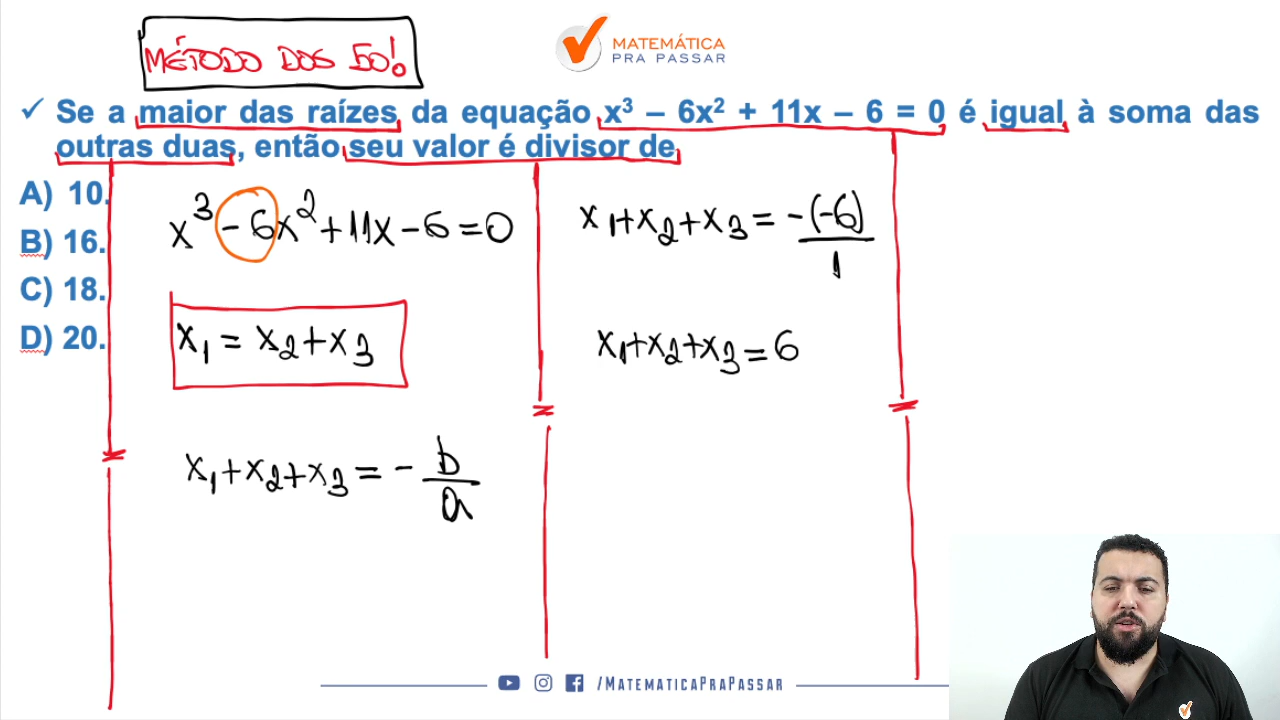 MÉTODO DOS 50!
MATEMÁTICA
PRA PASSAR
✓ Se a maior das raízes da equação x³ – 6x² + 11x – 6 = 0 é igual à soma das
outras duas, então seu valor é divisor de
A) 10.
B) 16.
C) 18.
D) 20.
x³ - 6x² + 11x - 6 = 0
x₁ = x₂ + x₃
x₁ + x₂ + x₃ = - b/a
x₁ + x₂ + x₃ = -(-6)/1
x₁ + x₂ + x₃ = 6
/MatematicaPraPassar